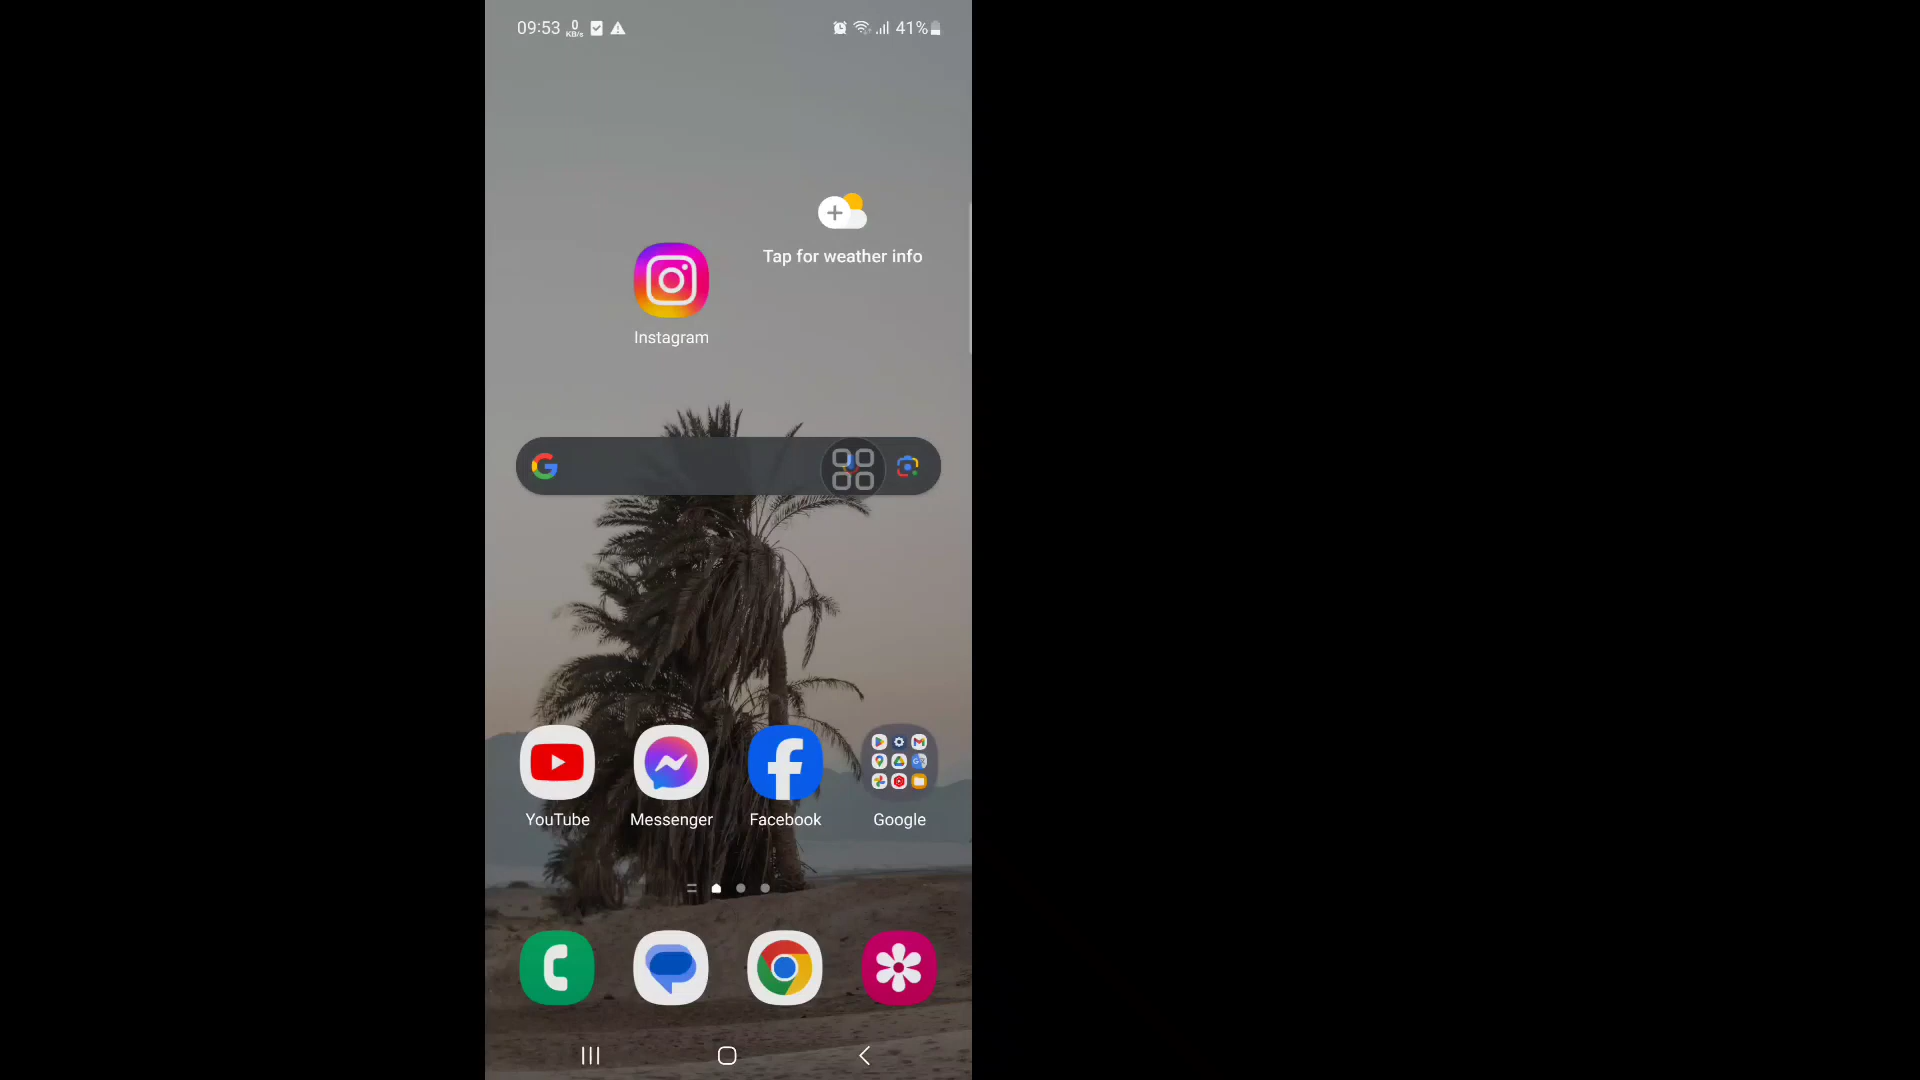 09:53 0 KB/s 41%
Tap for weather info
Instagram
YouTube Messenger Facebook Google